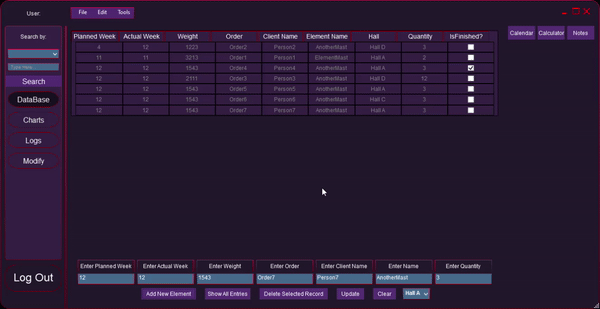 User:
File Edit Tools
Search by:
Type Here...
Search
DataBase
Charts
Logs
Modify
Log Out
Planned Week Actual Week Weight Order Client Name Element Name Hall Quantity IsFinished?
4 12 1223 Order2 Person2 AnotherMast Hall D 3
11 11 3213 Order1 Person1 ElementMast Hall A 2
12 12 1543 Order4 Person4 AnotherMast Hall A 3
12 12 2111 Order3 Person3 AnotherMast Hall D 12
12 12 1543 Order5 Person5 AnotherMast Hall A 3
12 12 1543 Order6 Person6 AnotherMast Hall C 3
12 12 1543 Order7 Person7 AnotherMast Hall A 3
Calendar Calculator Notes
Enter Planned Week Enter Actual Week Enter Weight Enter Order Enter Client Name Enter Name Enter Quantity
12 12 1543 Order7 Person7 AnotherMast 3
Add New Element Show All Entries Delete Selected Record Update Clear Hall A